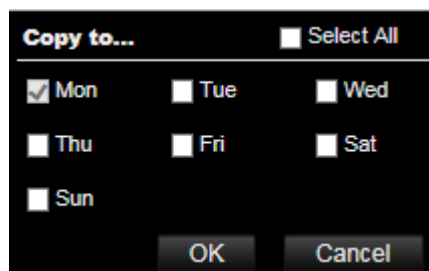 Copy to... Select All
Mon Tue Wed
Thu Fri Sat
Sun
OK Cancel